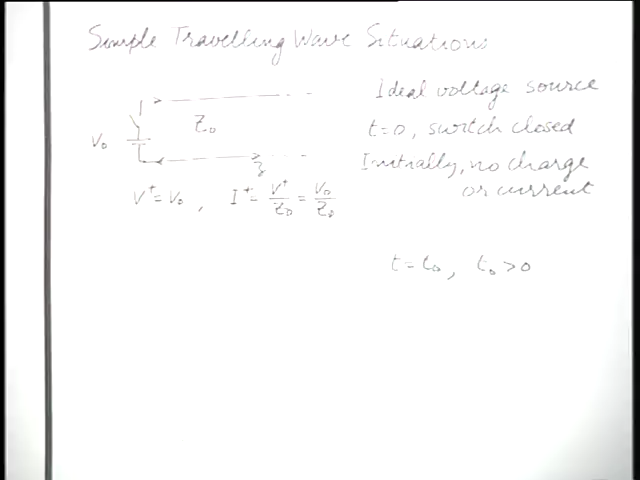 Simple Travelling Wave Situations
Ideal voltage source
t=0, switch closed
Initially, no charge
or current
V₀
Z₀
z
V⁺=V₀, I⁺=V⁺/Z₀=V₀/Z₀
t=t₀, t₀>0